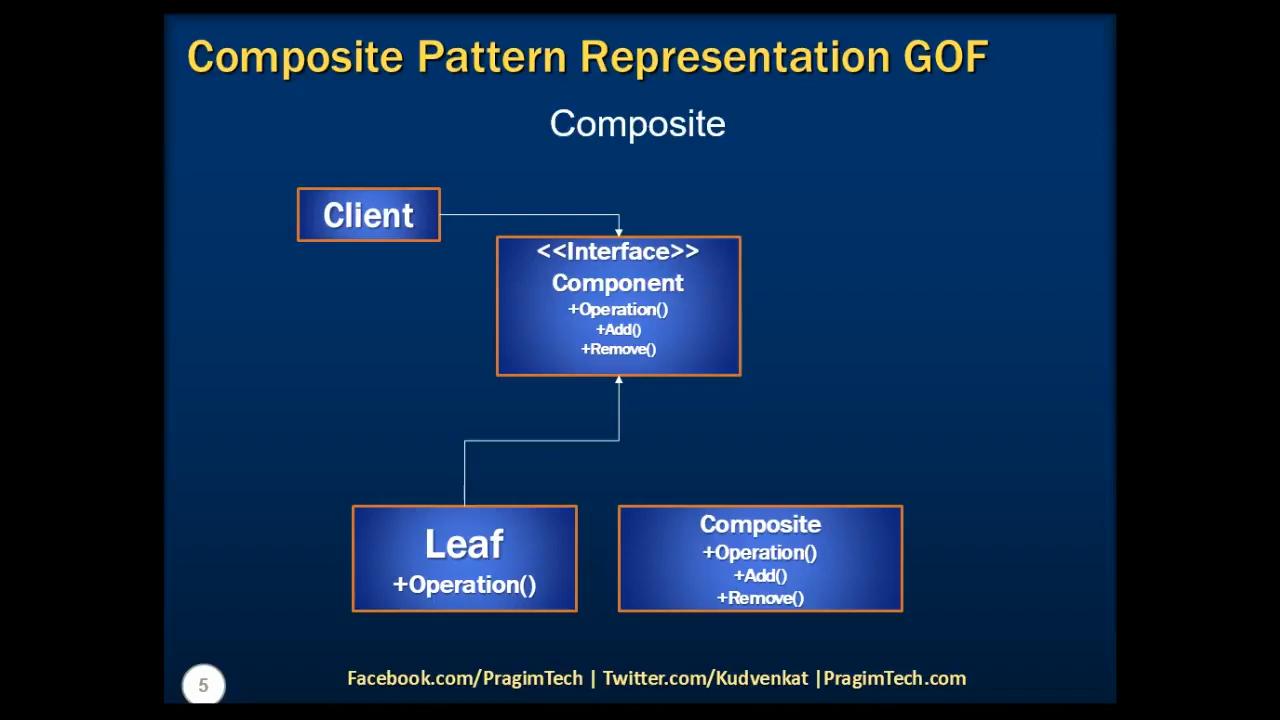 Composite Pattern Representation GOF
Composite
Client
<<Interface>>
Component
+Operation()
+Add()
+Remove()
Leaf
+Operation()
Composite
+Operation()
+Add()
+Remove()
5
Facebook.com/PragimTech | Twitter.com/Kudvenkat |PragimTech.com